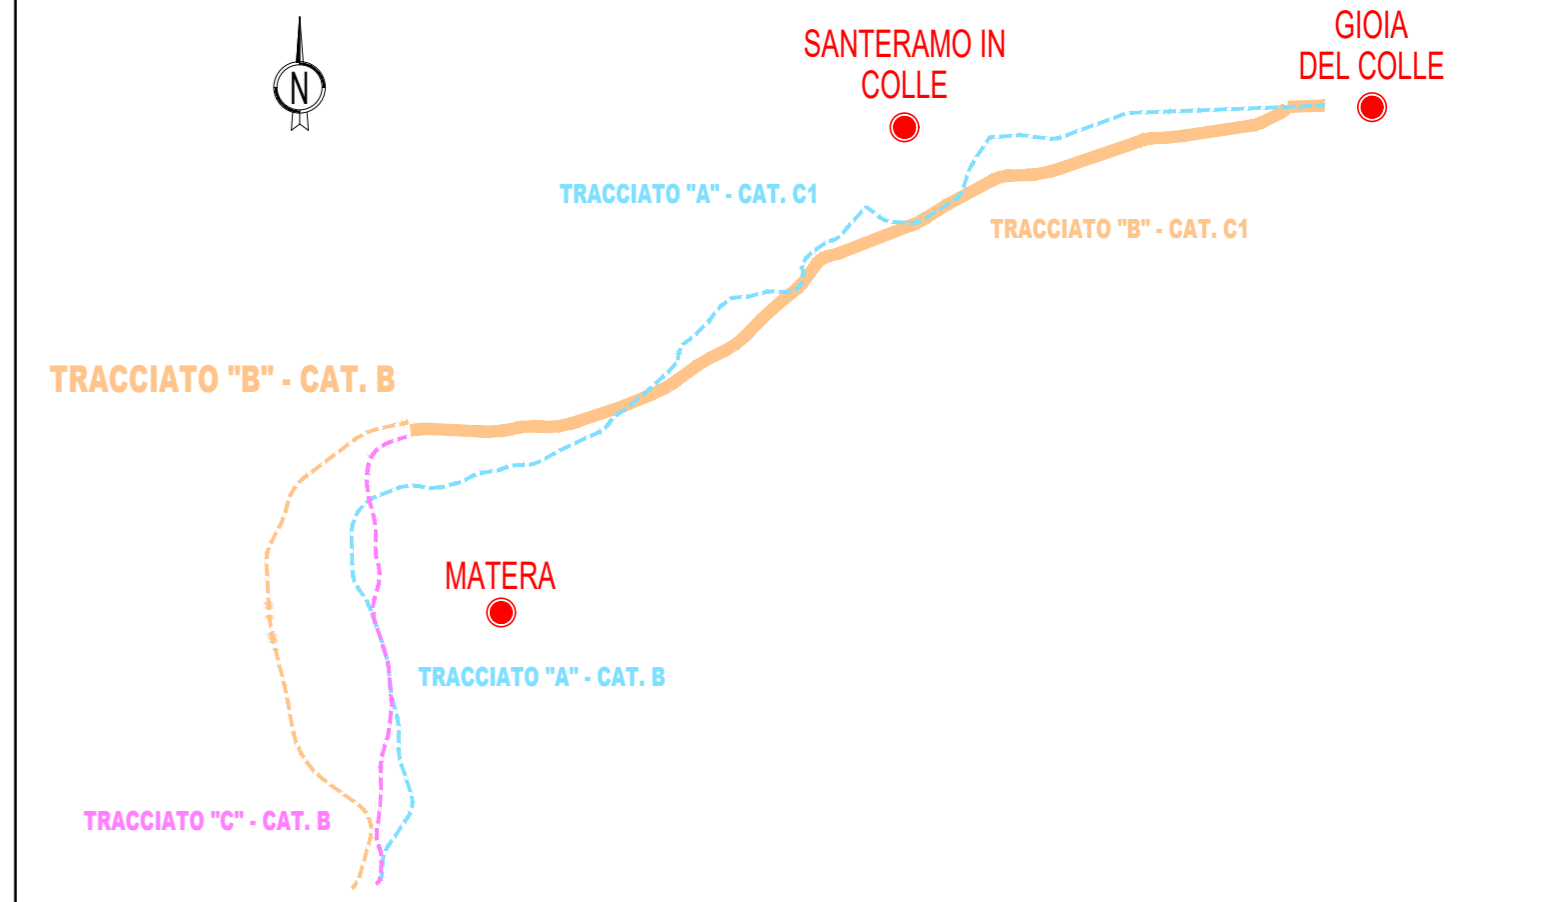 GIOIA
DEL COLLE
SANTERAMO IN
COLLE
N
TRACCIATO "A" - CAT. C1
TRACCIATO "B" - CAT. C1
TRACCIATO "B" - CAT. B
MATERA
TRACCIATO "A" - CAT. B
TRACCIATO "C" - CAT. B